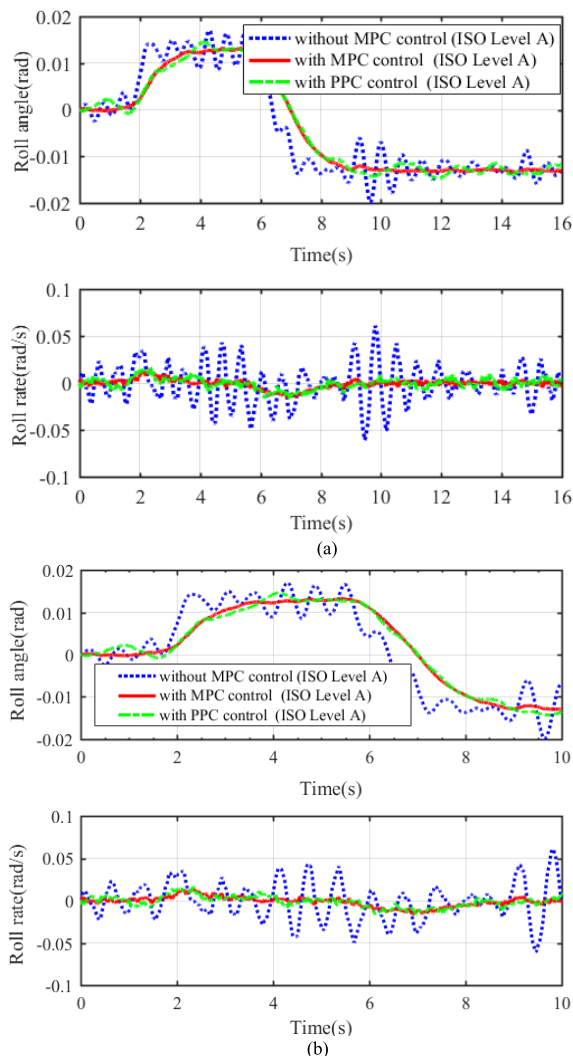 0.02
0.01
0
-0.01
-0.02
Roll angle(rad)
without MPC control (ISO Level A)
with MPC control (ISO Level A)
with PPC control (ISO Level A)
0 2 4 6 8 10 12 14 16
Time(s)
0.1
0.05
0
-0.05
-0.1
Roll rate(rad/s)
0 2 4 6 8 10 12 14 16
Time(s)
(a)
0.02
0.01
0
-0.01
-0.02
Roll angle(rad)
without MPC control (ISO Level A)
with MPC control (ISO Level A)
with PPC control (ISO Level A)
0 2 4 6 8 10
Time(s)
0.1
0.05
0
-0.05
-0.1
Roll rate(rad/s)
0 2 4 6 8 10
Time(s)
(b)